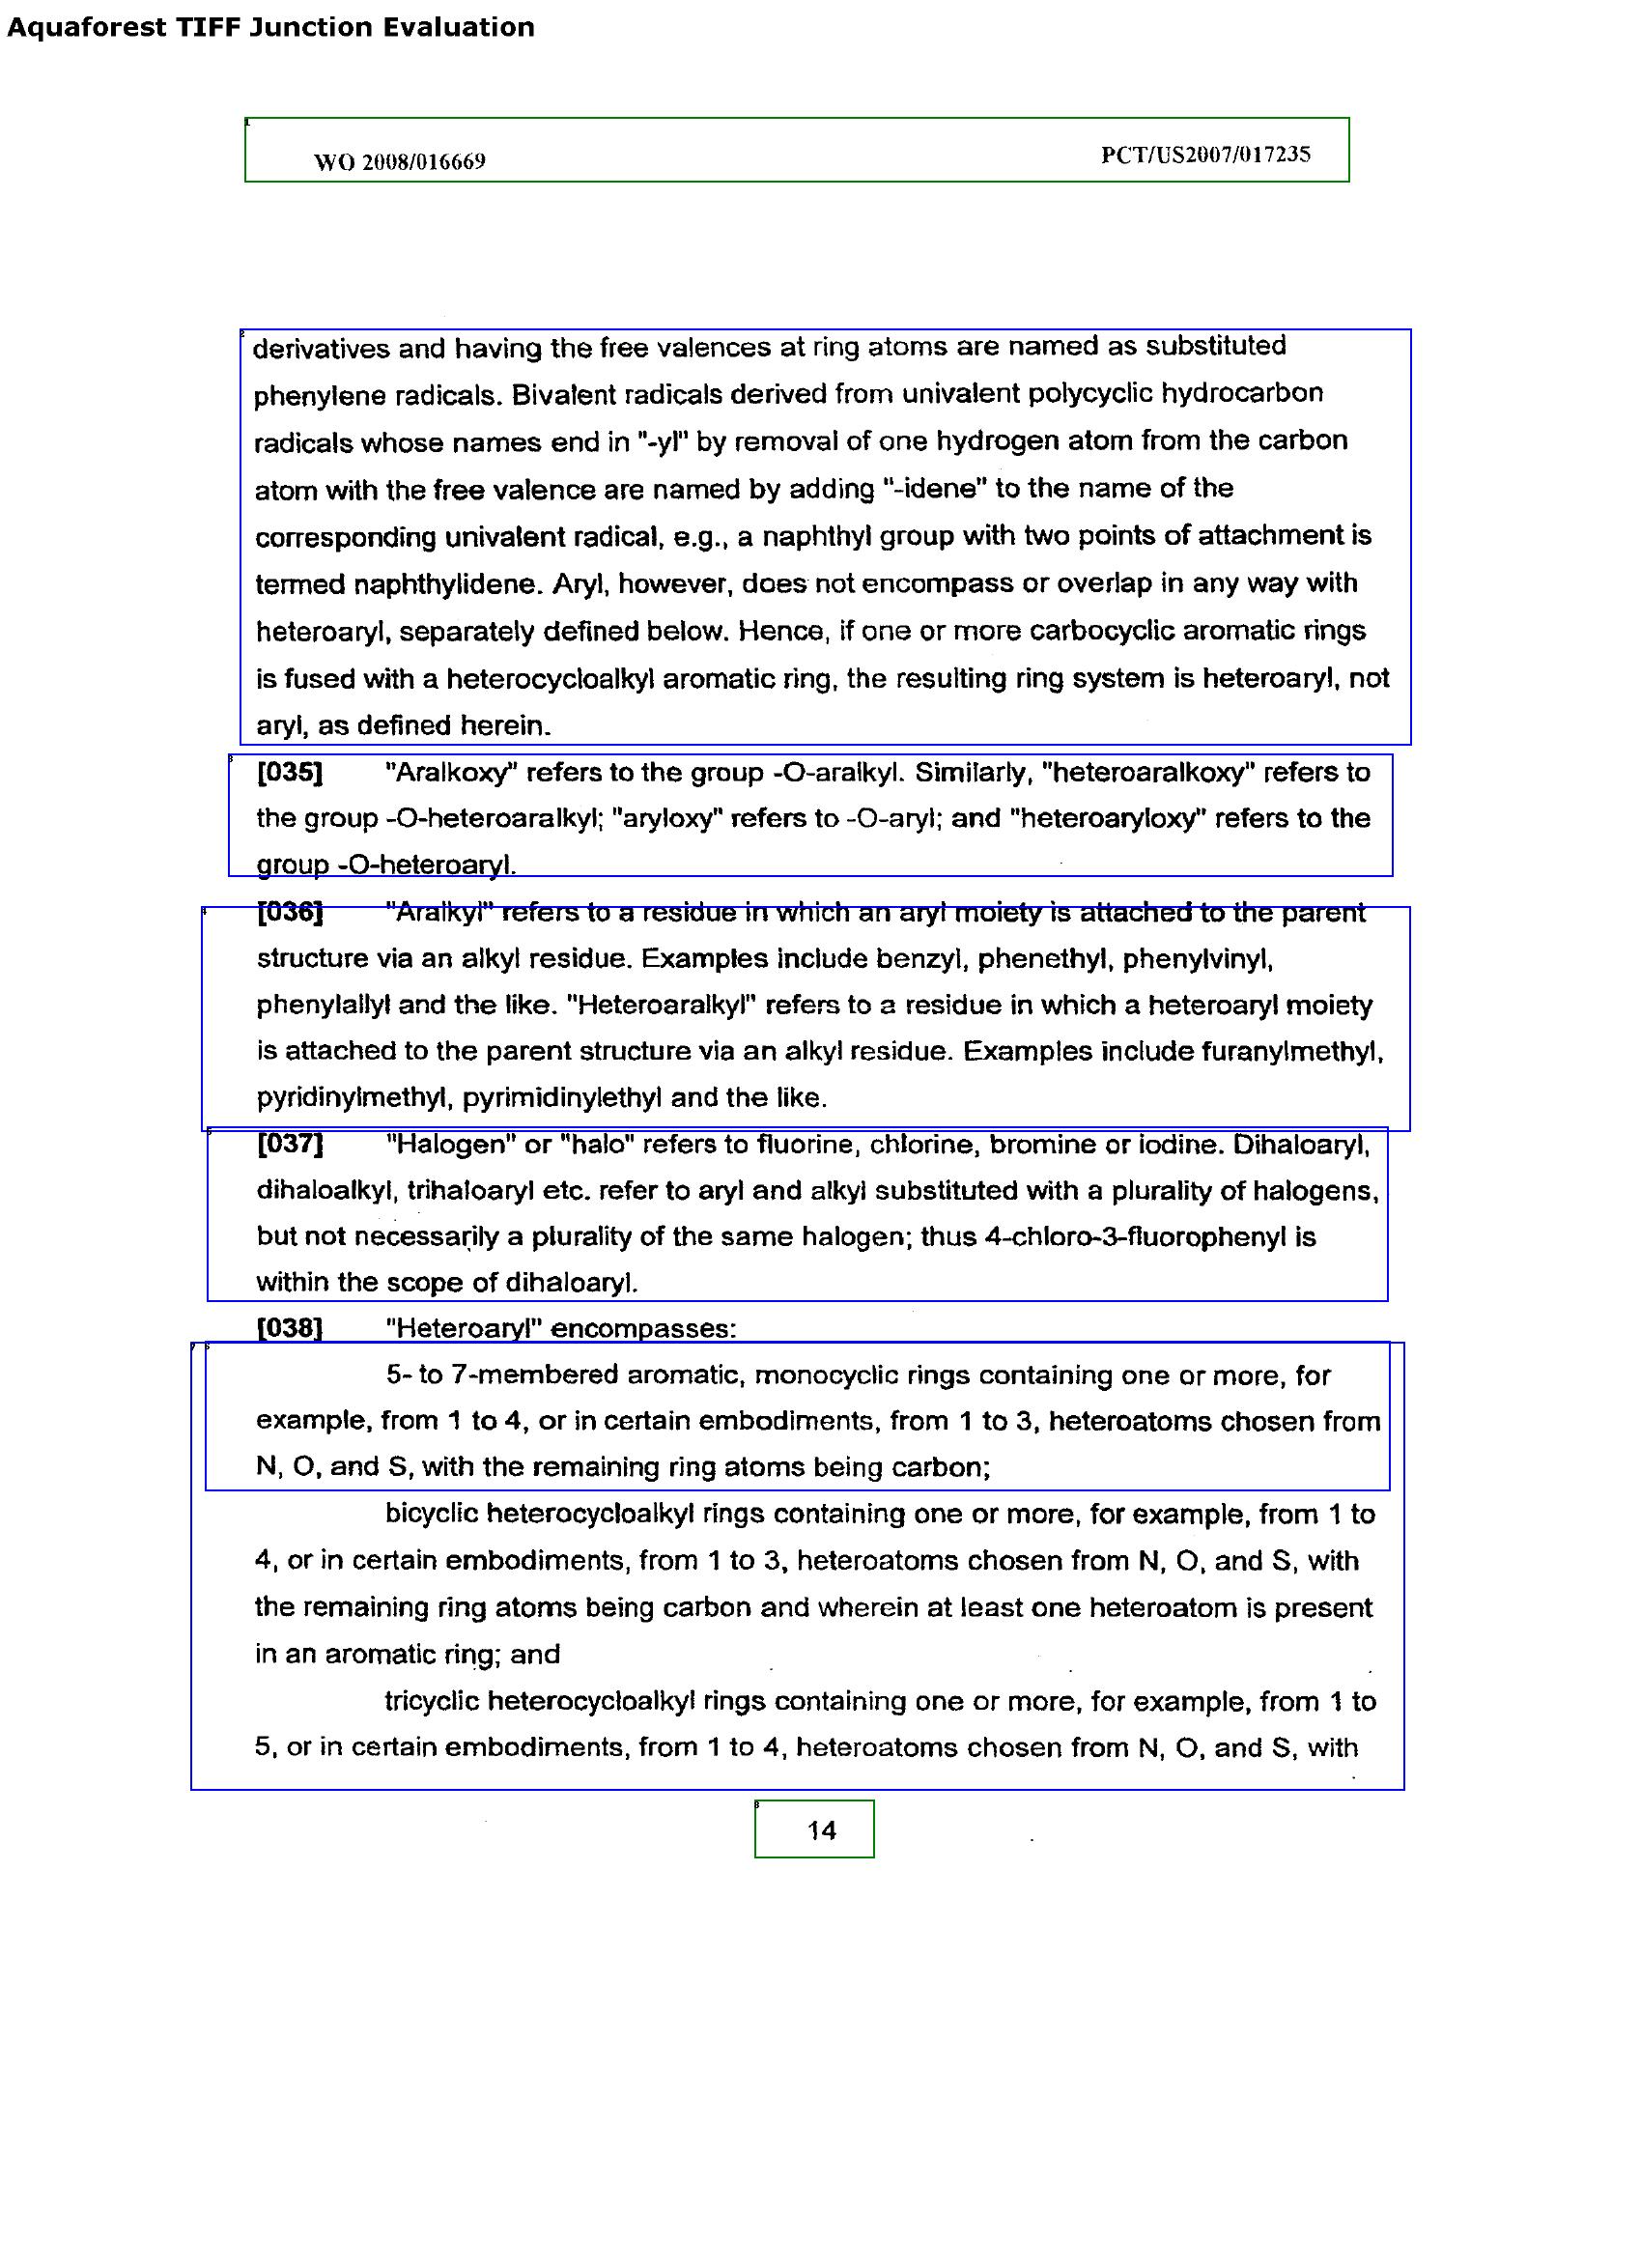 Aquaforest TIFF Junction Evaluation
WO 2008/016669 PCT/US2007/017235
derivatives and having the free valences at ring atoms are named as substituted
phenylene radicals. Bivalent radicals derived from univalent polycyclic hydrocarbon
radicals whose names end in "-yl" by removal of one hydrogen atom from the carbon
atom with the free valence are named by adding "-idene" to the name of the
corresponding univalent radical, e.g., a naphthyl group with two points of attachment is
termed naphthylidene. Aryl, however, does not encompass or overlap in any way with
heteroaryl, separately defined below. Hence, if one or more carbocyclic aromatic rings
is fused with a heterocycloalkyl aromatic ring, the resulting ring system is heteroaryl, not
aryl, as defined herein.
[035] "Aralkoxy" refers to the group -O-aralkyl. Similarly, "heteroaralkoxy" refers to
the group -O-heteroaralkyl; "aryloxy" refers to -O-aryl; and "heteroaryloxy" refers to the
group -O-heteroaryl.
[036] "Aralkyl" refers to a residue in which an aryl moiety is attached to the parent
structure via an alkyl residue. Examples include benzyl, phenethyl, phenylvinyl,
phenylallyl and the like. "Heteroaralkyl" refers to a residue in which a heteroaryl moiety
is attached to the parent structure via an alkyl residue. Examples include furanylmethyl,
pyridinylmethyl, pyrimidinylethyl and the like.
[037] "Halogen" or "halo" refers to fluorine, chlorine, bromine or iodine. Dihaloaryl,
dihaloalkyl, trihaloaryl etc. refer to aryl and alkyl substituted with a plurality of halogens,
but not necessarily a plurality of the same halogen; thus 4-chloro-3-fluorophenyl is
within the scope of dihaloaryl.
[038] "Heteroaryl" encompasses:
5- to 7-membered aromatic, monocyclic rings containing one or more, for
example, from 1 to 4, or in certain embodiments, from 1 to 3, heteroatoms chosen from
N, O, and S, with the remaining ring atoms being carbon;
bicyclic heterocycloalkyl rings containing one or more, for example, from 1 to
4, or in certain embodiments, from 1 to 3, heteroatoms chosen from N, O, and S, with
the remaining ring atoms being carbon and wherein at least one heteroatom is present
in an aromatic ring; and
tricyclic heterocycloalkyl rings containing one or more, for example, from 1 to
5, or in certain embodiments, from 1 to 4, heteroatoms chosen from N, O, and S, with
14